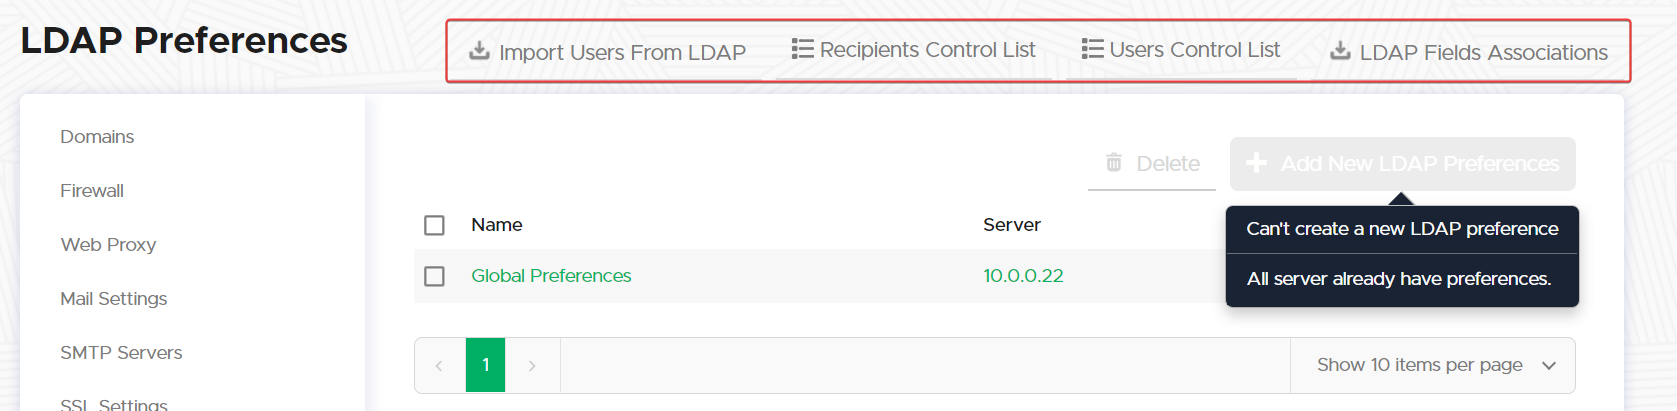 LDAP Preferences
Import Users From LDAP
Recipients Control List
Users Control List
LDAP Fields Associations
Domains
Firewall
Web Proxy
Mail Settings
SMTP Servers
SSL Settings
Delete
Add New LDAP Preferences
Can't create a new LDAP preference
All server already have preferences.
Name Server
Global Preferences 10.0.0.22
1
Show 10 items per page